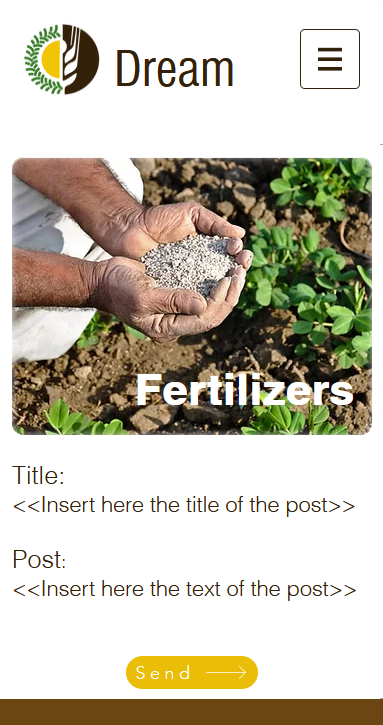 Dream
Fertilizers
Title:
<<Insert here the title of the post>>
Post:
<<Insert here the text of the post>>
Send